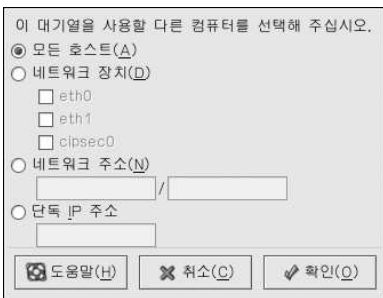 이 대기열을 사용할 다른 컴퓨터를 선택해 주십시오.
모든 호스트(A)
네트워크 장치(D)
eth0
eth1
cipsec0
네트워크 주소(N)
/
단독 IP 주소
도움말(H) 취소(C) 확인(O)